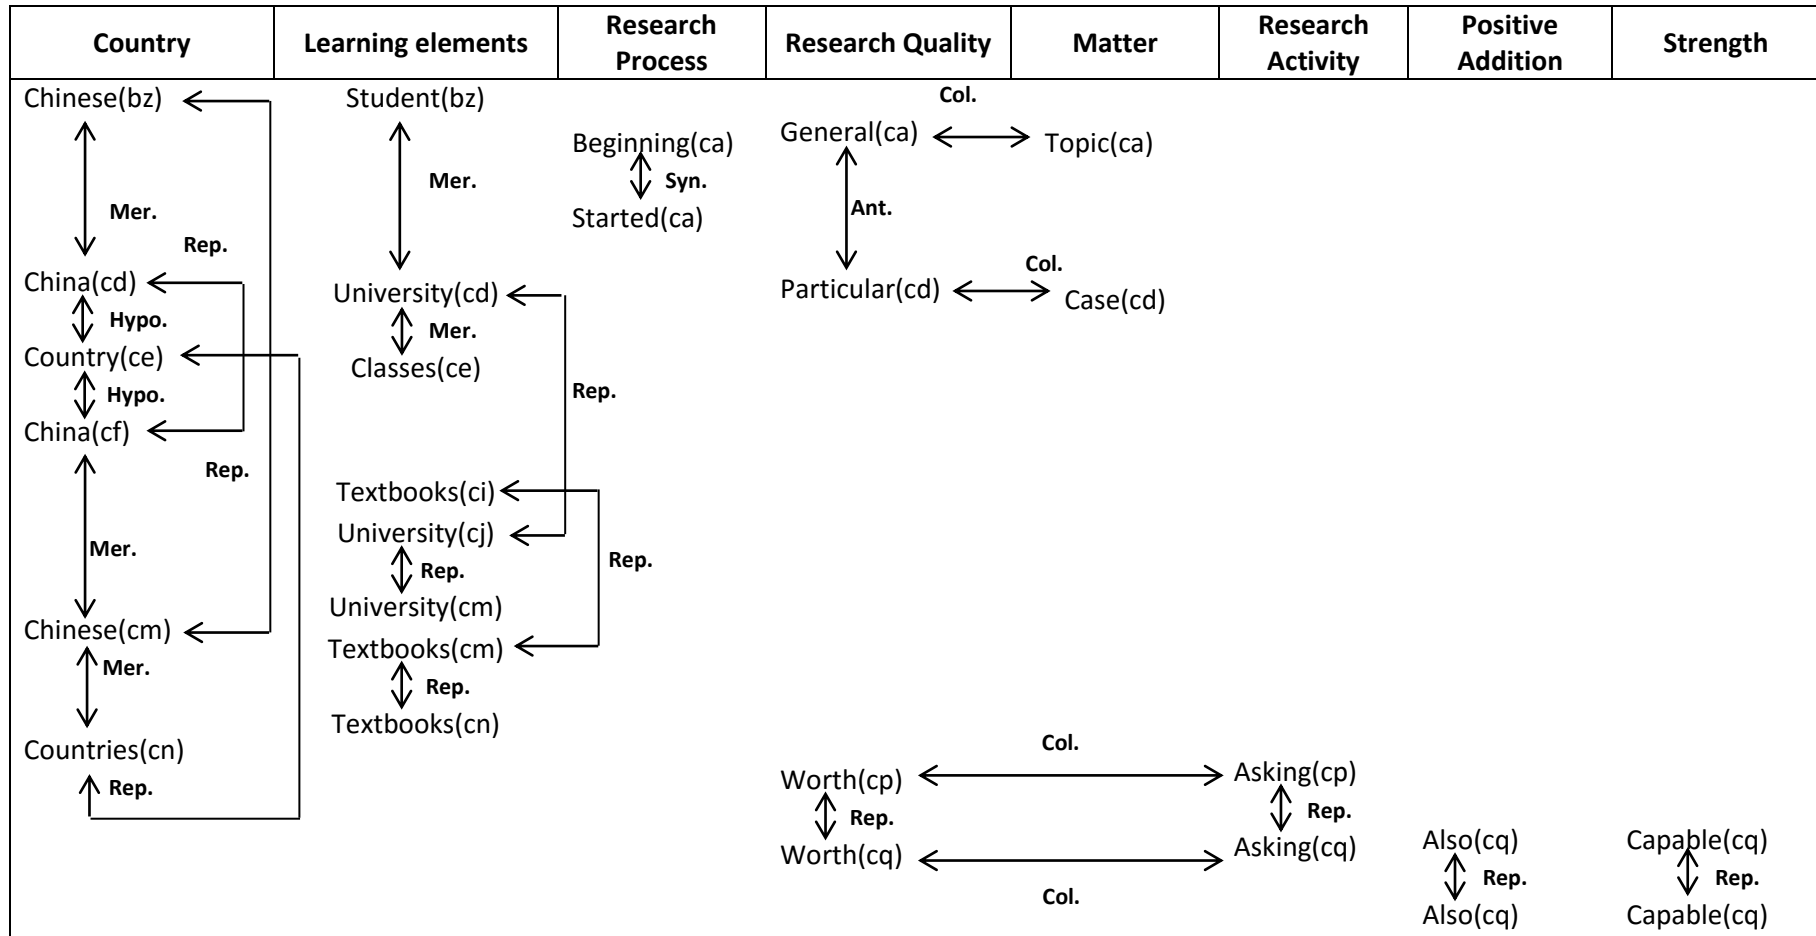 Country
Learning elements
Research
Process
Research Quality
Matter
Research
Activity
Positive
Addition
Strength
Chinese(bz)
Mer.
Rep.
China(cd)
Hypo.
Country(ce)
Hypo.
China(cf)
Rep.
Mer.
Chinese(cm)
Mer.
Countries(cn)
Rep.
Student(bz)
Mer.
University(cd)
Mer.
Classes(ce)
Rep.
Textbooks(ci)
University(cj)
Rep.
Rep.
University(cm)
Textbooks(cm)
Rep.
Textbooks(cn)
Beginning(ca)
Syn.
Started(ca)
Col.
General(ca)
Topic(ca)
Ant.
Col.
Particular(cd)
Case(cd)
Col.
Worth(cp)
Asking(cp)
Rep.
Rep.
Worth(cq)
Asking(cq)
Col.
Also(cq)
Rep.
Also(cq)
Capable(cq)
Rep.
Capable(cq)